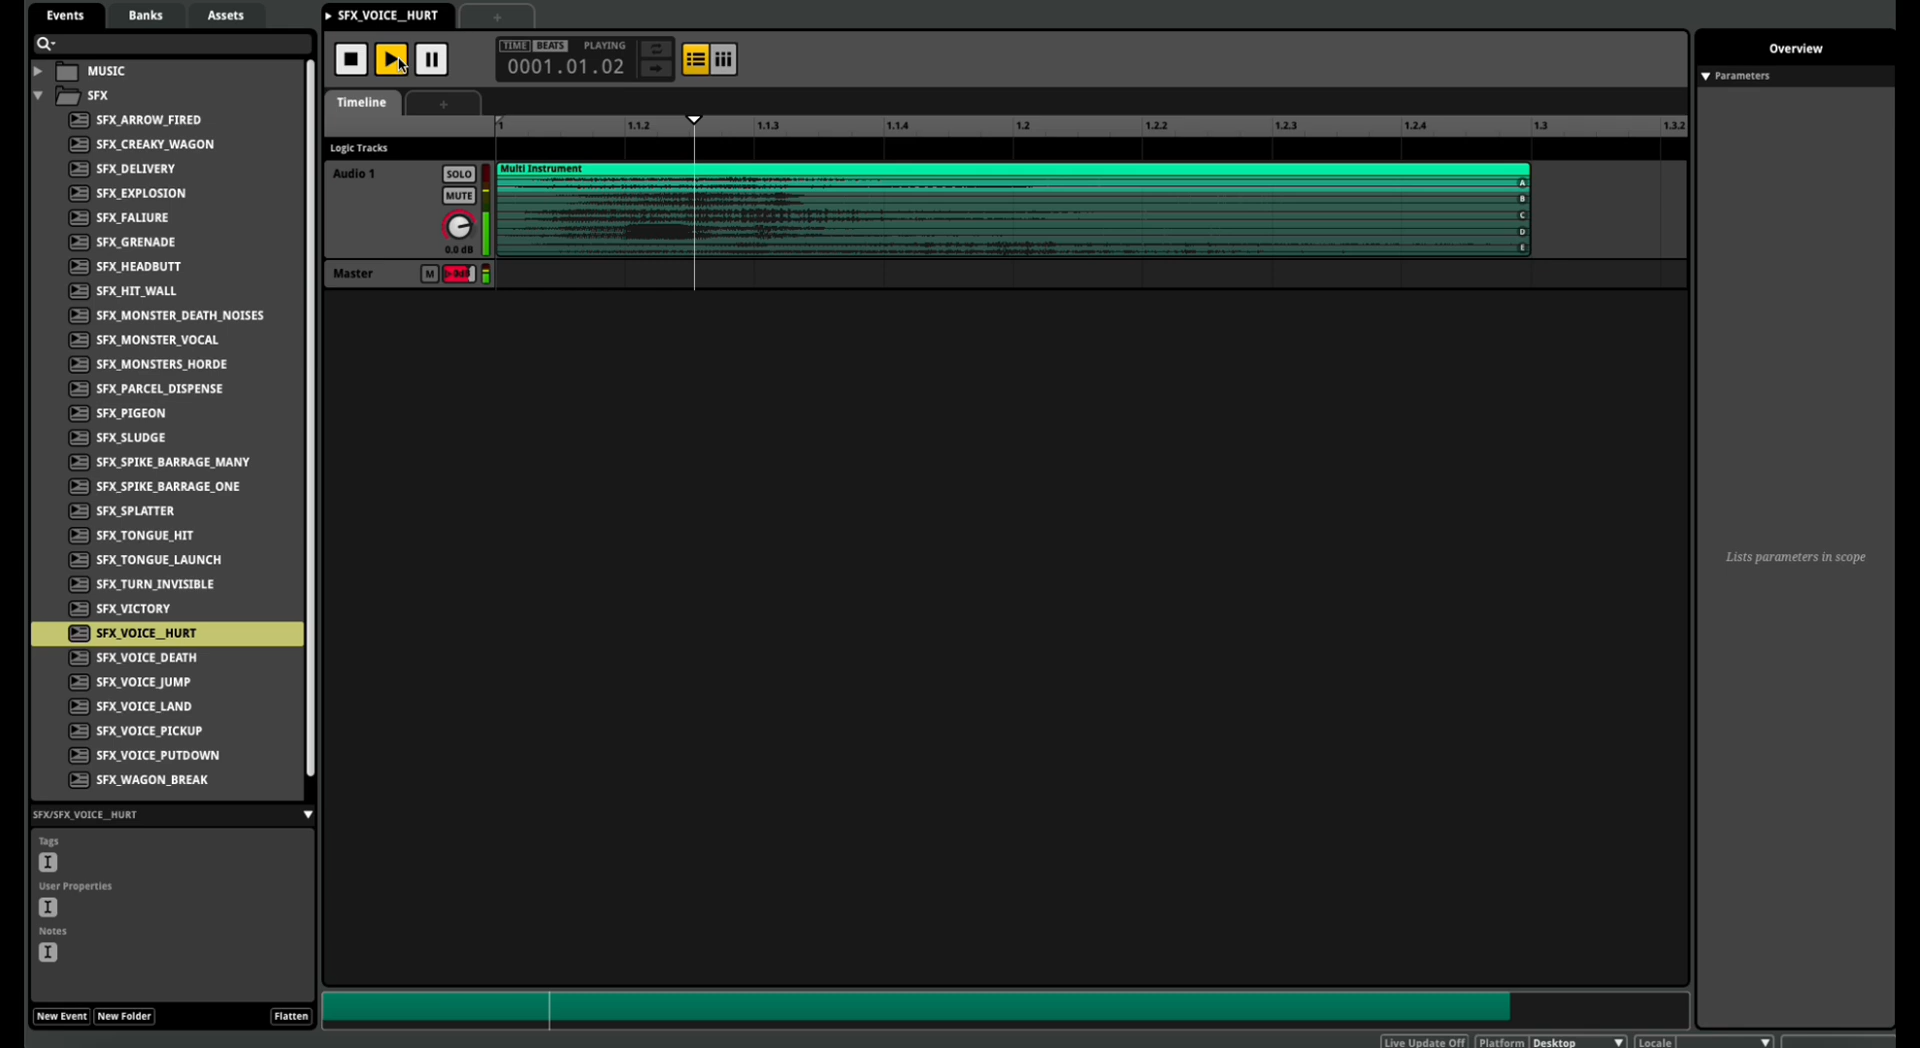 Events Banks Assets
SFX_VOICE__HURT
TIME BEATS PLAYING
0001.01.02
Overview
Parameters
Lists parameters in scope
MUSIC
SFX
SFX_ARROW_FIRED
SFX_CREAKY_WAGON
SFX_DELIVERY
SFX_EXPLOSION
SFX_FALIURE
SFX_GRENADE
SFX_HEADBUTT
SFX_HIT_WALL
SFX_MONSTER_DEATH_NOISES
SFX_MONSTER_VOCAL
SFX_MONSTERS_HORDE
SFX_PARCEL_DISPENSE
SFX_PIGEON
SFX_SLUDGE
SFX_SPIKE_BARRAGE_MANY
SFX_SPIKE_BARRAGE_ONE
SFX_SPLATTER
SFX_TONGUE_HIT
SFX_TONGUE_LAUNCH
SFX_TURN_INVISIBLE
SFX_VICTORY
SFX_VOICE__HURT
SFX_VOICE_DEATH
SFX_VOICE_JUMP
SFX_VOICE_LAND
SFX_VOICE_PICKUP
SFX_VOICE_PUTDOWN
SFX_WAGON_BREAK
SFX/SFX_VOICE__HURT
Tags
User Properties
Notes
New Event New Folder Flatten
Timeline
1 1.1.2 1.1.3 1.1.4 1.2 1.2.2 1.2.3 1.2.4 1.3 1.3.2
Logic Tracks
Audio 1 SOLO
MUTE
0.0 dB
Multi Instrument
A
B
C
D
E
Master M
Live Update Off Platform Desktop Locale